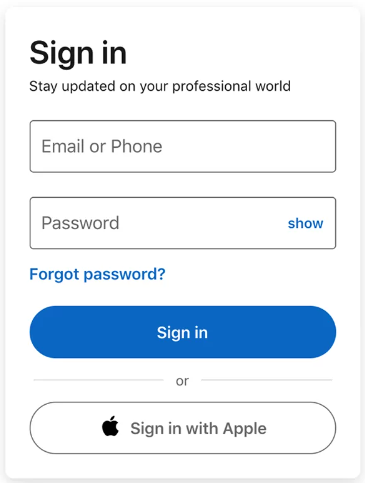 Sign in
Stay updated on your professional world
Email or Phone
Password show
Forgot password?
Sign in
or
Sign in with Apple